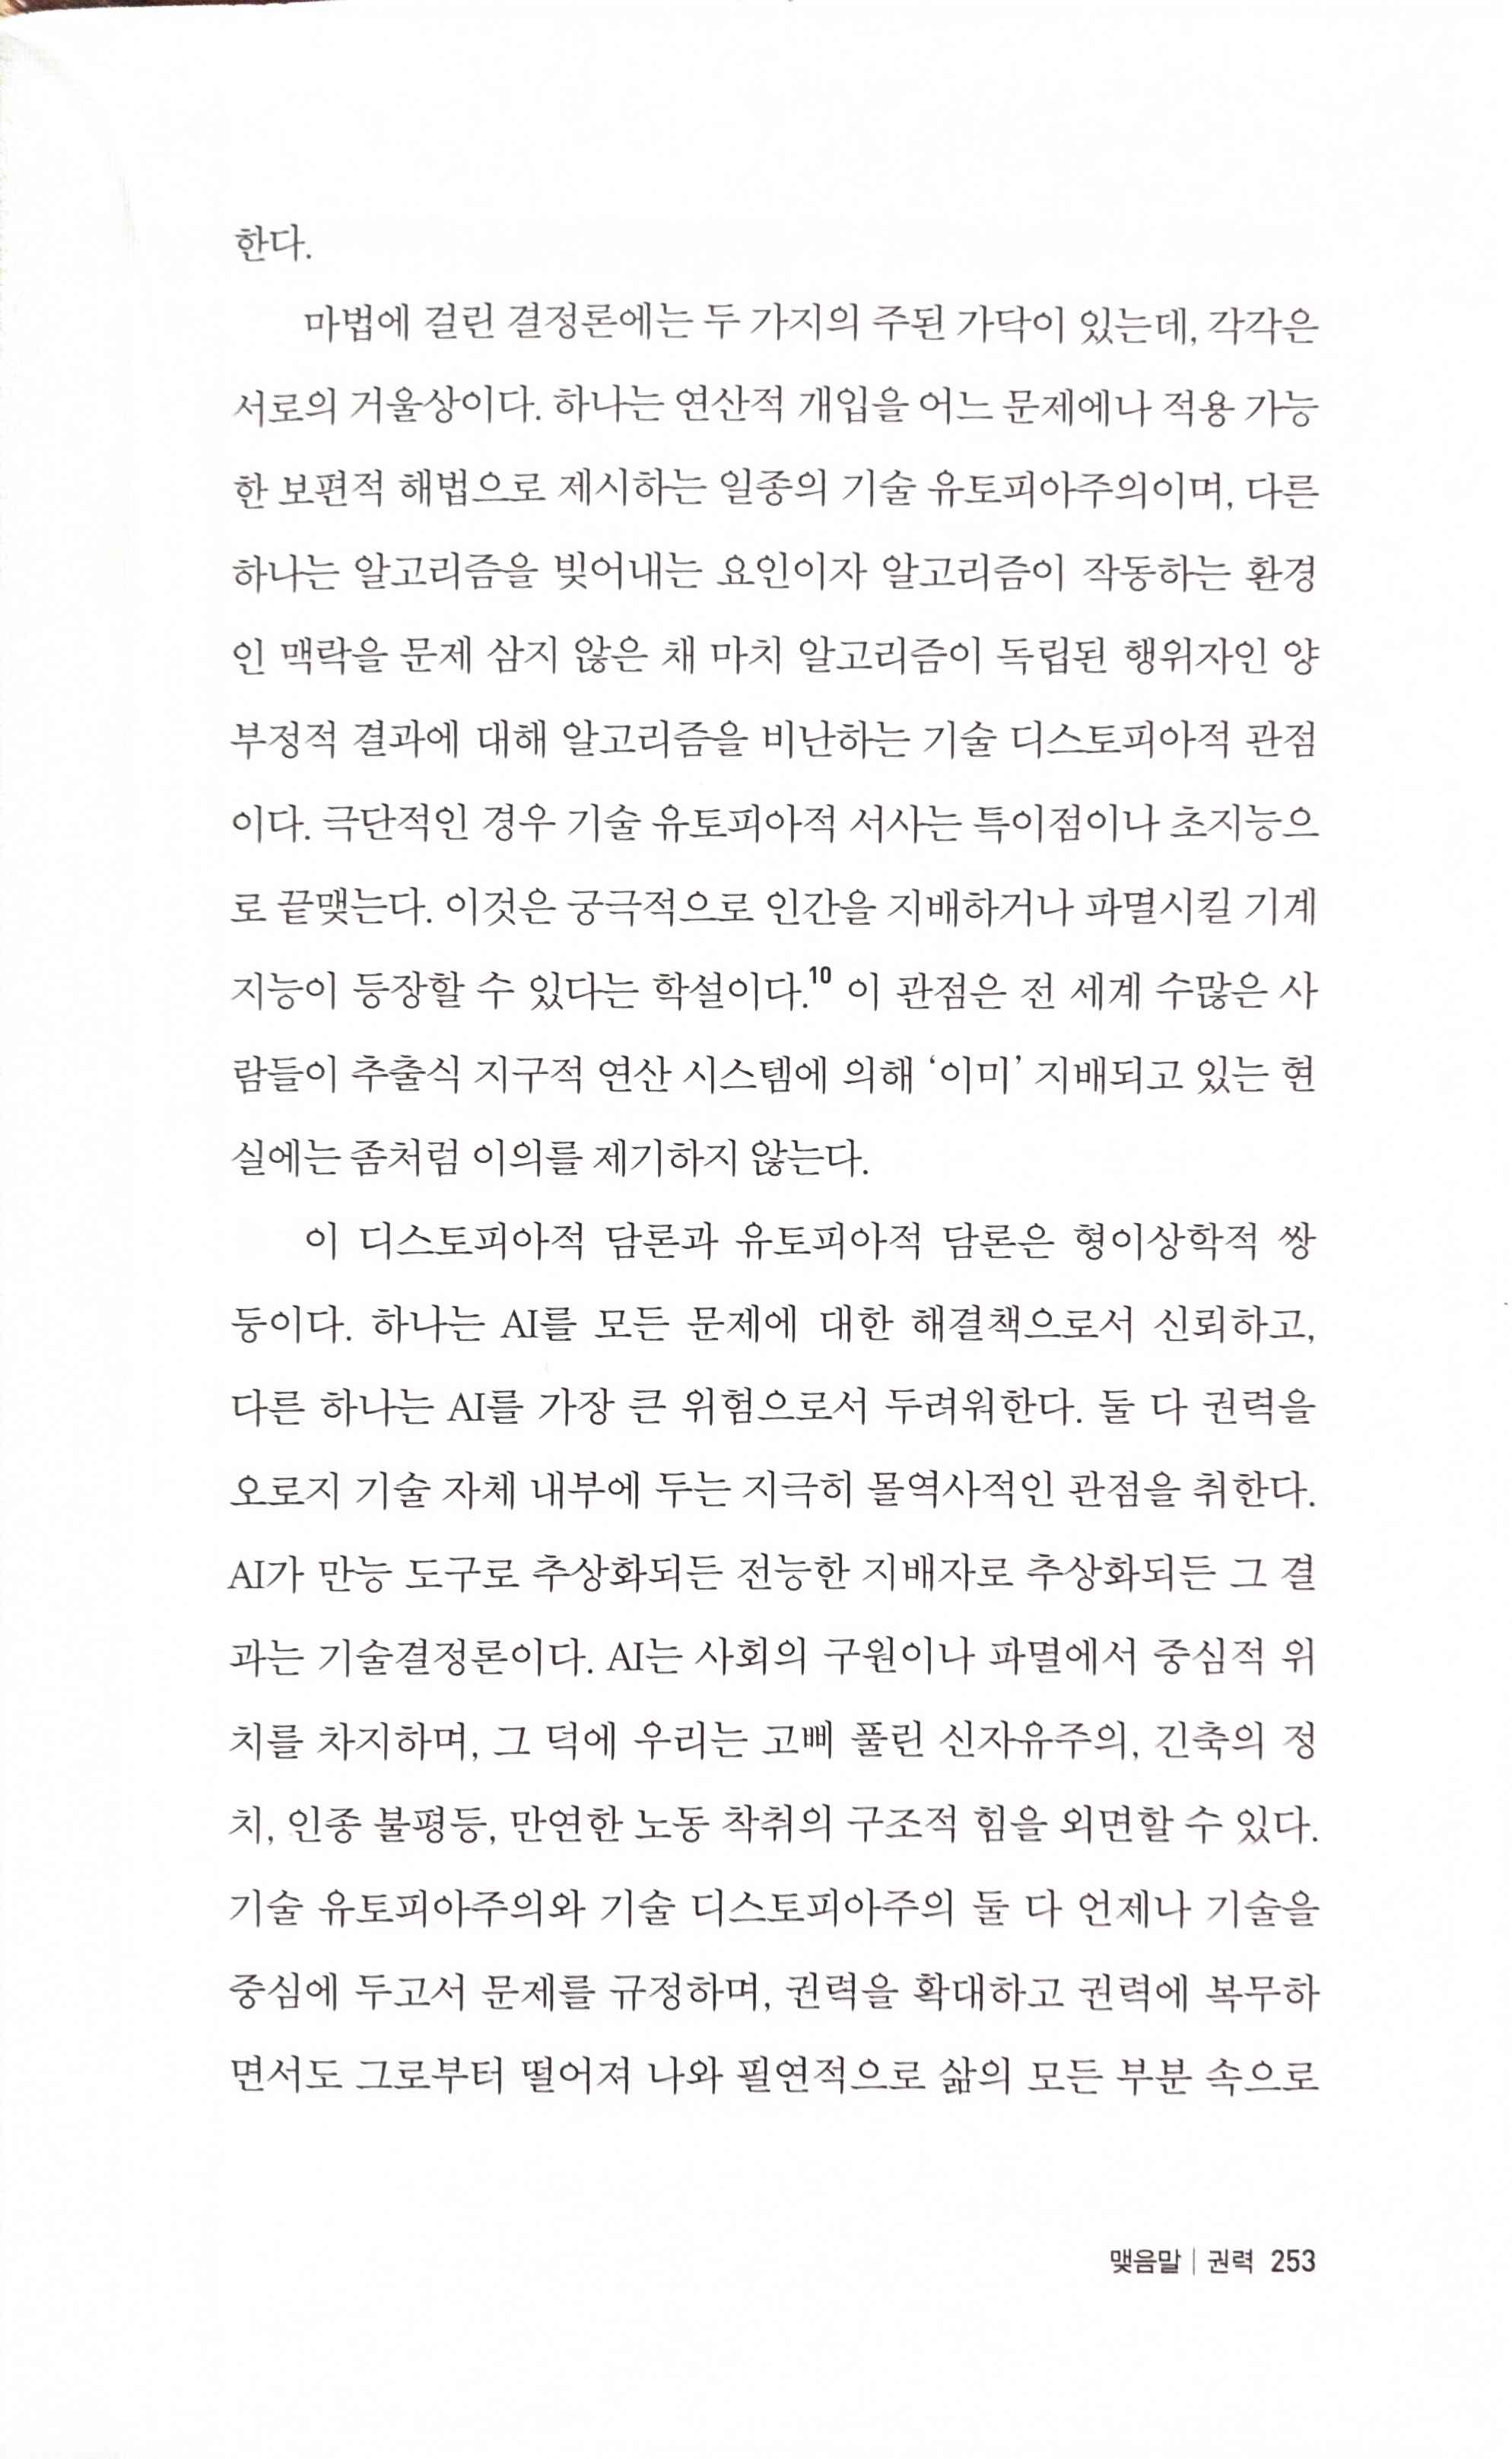 한다.
마법에 걸린 결정론에는 두 가지의 주된 가닥이 있는데, 각각은
서로의 거울상이다. 하나는 연산적 개입을 어느 문제에나 적용 가능
한 보편적 해법으로 제시하는 일종의 기술 유토피아주의이며, 다른
하나는 알고리즘을 빚어내는 요인이자 알고리즘이 작동하는 환경
인 맥락을 문제 삼지 않은 채 마치 알고리즘이 독립된 행위자인 양
부정적 결과에 대해 알고리즘을 비난하는 기술 디스토피아적 관점
이다. 극단적인 경우 기술 유토피아적 서사는 특이점이나 초지능으
로 끝맺는다. 이것은 궁극적으로 인간을 지배하거나 파멸시킬 기계
지능이 등장할 수 있다는 학설이다.10 이 관점은 전 세계 수많은 사
람들이 추출식 지구적 연산 시스템에 의해 ‘이미’ 지배되고 있는 현
실에는 좀처럼 이의를 제기하지 않는다.
이 디스토피아적 담론과 유토피아적 담론은 형이상학적 쌍
둥이다. 하나는 AI를 모든 문제에 대한 해결책으로서 신뢰하고,
다른 하나는 AI를 가장 큰 위험으로서 두려워한다. 둘 다 권력을
오로지 기술 자체 내부에 두는 지극히 몰역사적인 관점을 취한다.
AI가 만능 도구로 추상화되든 전능한 지배자로 추상화되든 그 결
과는 기술결정론이다. AI는 사회의 구원이나 파멸에서 중심적 위
치를 차지하며, 그 덕에 우리는 고삐 풀린 신자유주의, 긴축의 정
치, 인종 불평등, 만연한 노동 착취의 구조적 힘을 외면할 수 있다.
기술 유토피아주의와 기술 디스토피아주의 둘 다 언제나 기술을
중심에 두고서 문제를 규정하며, 권력을 확대하고 권력에 복무하
면서도 그로부터 떨어져 나와 필연적으로 삶의 모든 부분 속으로
맺음말 | 권력 253